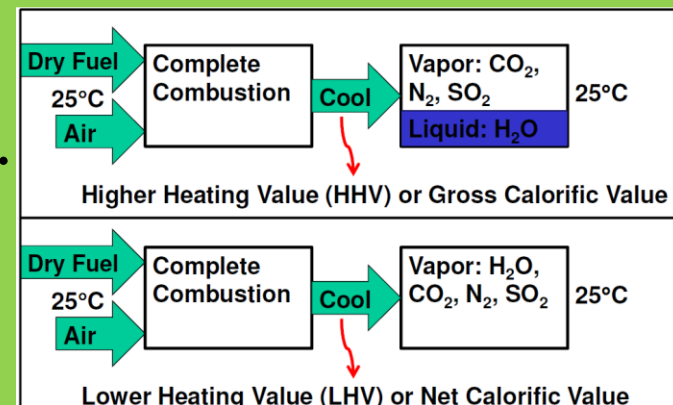 Dry Fuel
25°C
Air
Complete
Combustion
Cool
Vapor: CO₂,
N₂, SO₂
Liquid: H₂O
25°C
Higher Heating Value (HHV) or Gross Calorific Value
Dry Fuel
25°C
Air
Complete
Combustion
Cool
Vapor: H₂O,
CO₂, N₂, SO₂
25°C
Lower Heating Value (LHV) or Net Calorific Value